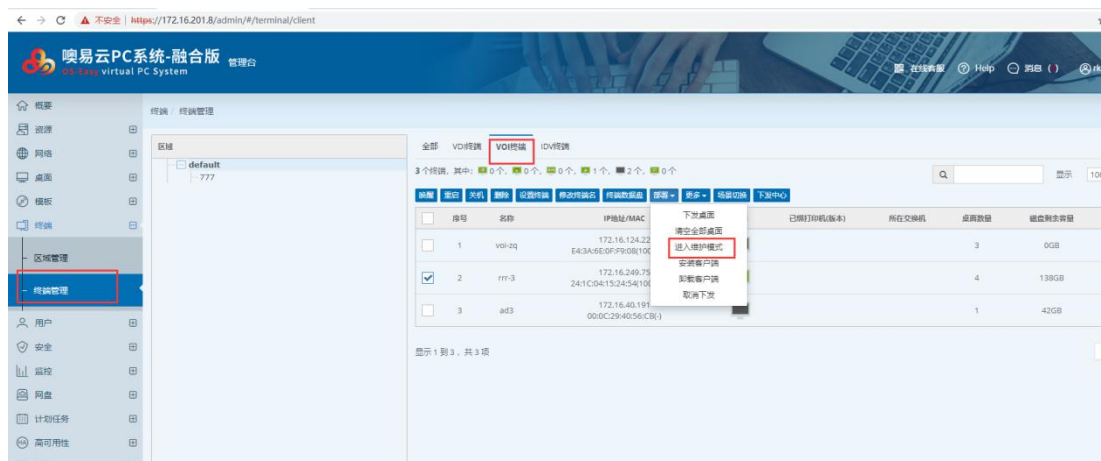 不安全 | https://172.16.201.8/admin/#/terminal/client
噢易云PC系统-融合版 管理台
OS-Easy virtual PC System
在线客服 Help 消息 ( )
概要
资源
网络
桌面
模板
终端
区域管理
终端管理
用户
安全
监控
网盘
计划任务
高可用性
终端 / 终端管理
区域
default
777
全部 VDI终端 VOI终端 IDV终端
3个终端, 其中: 0个, 0个, 0个, 1个, 2个, 0个
显示
唤醒 重启 关机 删除 设置终端 修改终端名 终端数据盘 部署 更多 场景切换 下发中心
序号 名称 IP地址/MAC 已绑打印机(版本) 所在交换机 桌面数量 磁盘剩余容量
1 voi-zq 172.16.124.22 3 0GB
E4:3A:6E:0F:F9:08(100
2 rrr-3 172.16.249.75 4 138GB
24:1C:04:15:24:54(100
3 ad3 172.16.40.191 1 42GB
00:0C:29:40:56:CB(-)
下发桌面
清空全部桌面
进入维护模式
安装客户端
卸载客户端
取消下发
显示 1 到 3 , 共 3 项